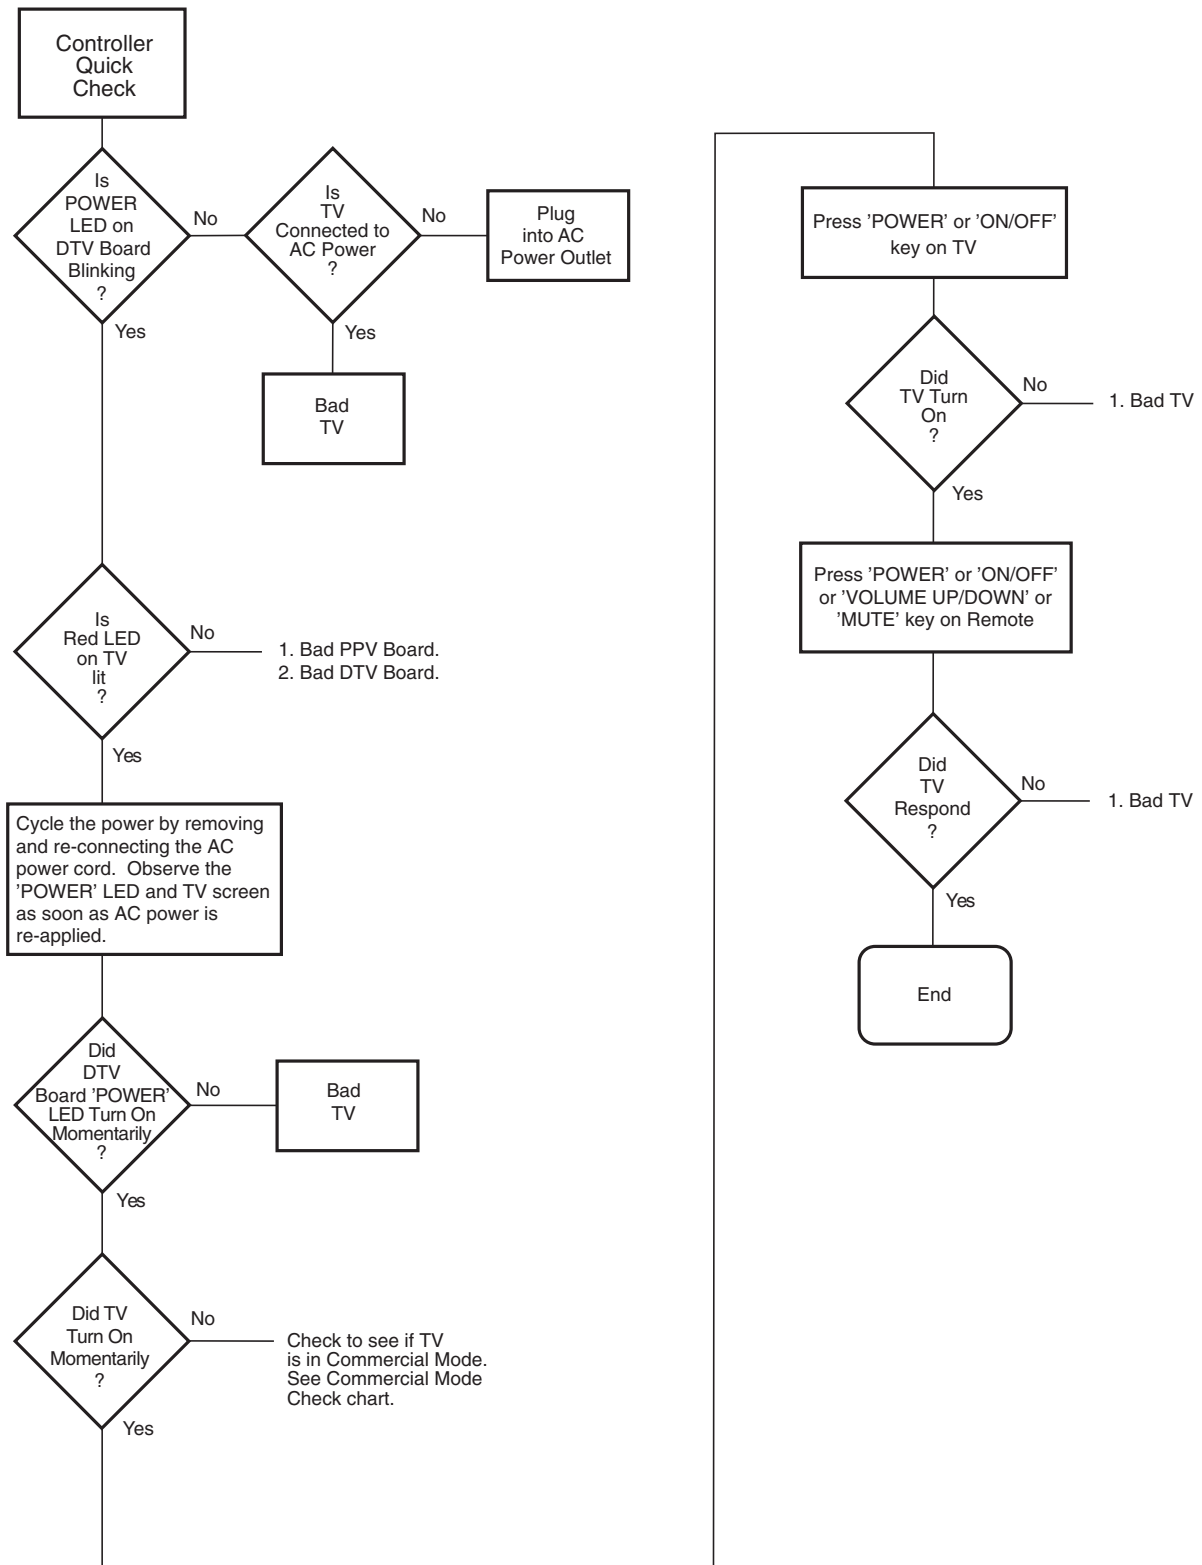 Controller
Quick
Check
Is
POWER
LED on
DTV Board
Blinking
?
No
Is
TV
Connected to
AC Power
?
No
Plug
into AC
Power Outlet
Yes
Yes
Bad
TV
Is
Red LED
on TV
lit
?
No
1. Bad PPV Board.
2. Bad DTV Board.
Yes
Cycle the power by removing
and re-connecting the AC
power cord.  Observe the
'POWER' LED and TV screen
as soon as AC power is
re-applied.
Did
DTV
Board 'POWER'
LED Turn On
Momentarily
?
No
Bad
TV
Yes
Did TV
Turn On
Momentarily
?
No
Check to see if TV
is in Commercial Mode.
See Commercial Mode
Check chart.
Yes
Press 'POWER' or 'ON/OFF'
key on TV
Did
TV Turn
On
?
No
1. Bad TV
Yes
Press 'POWER' or 'ON/OFF'
or 'VOLUME UP/DOWN' or
'MUTE' key on Remote
Did
TV
Respond
?
No
1. Bad TV
Yes
End